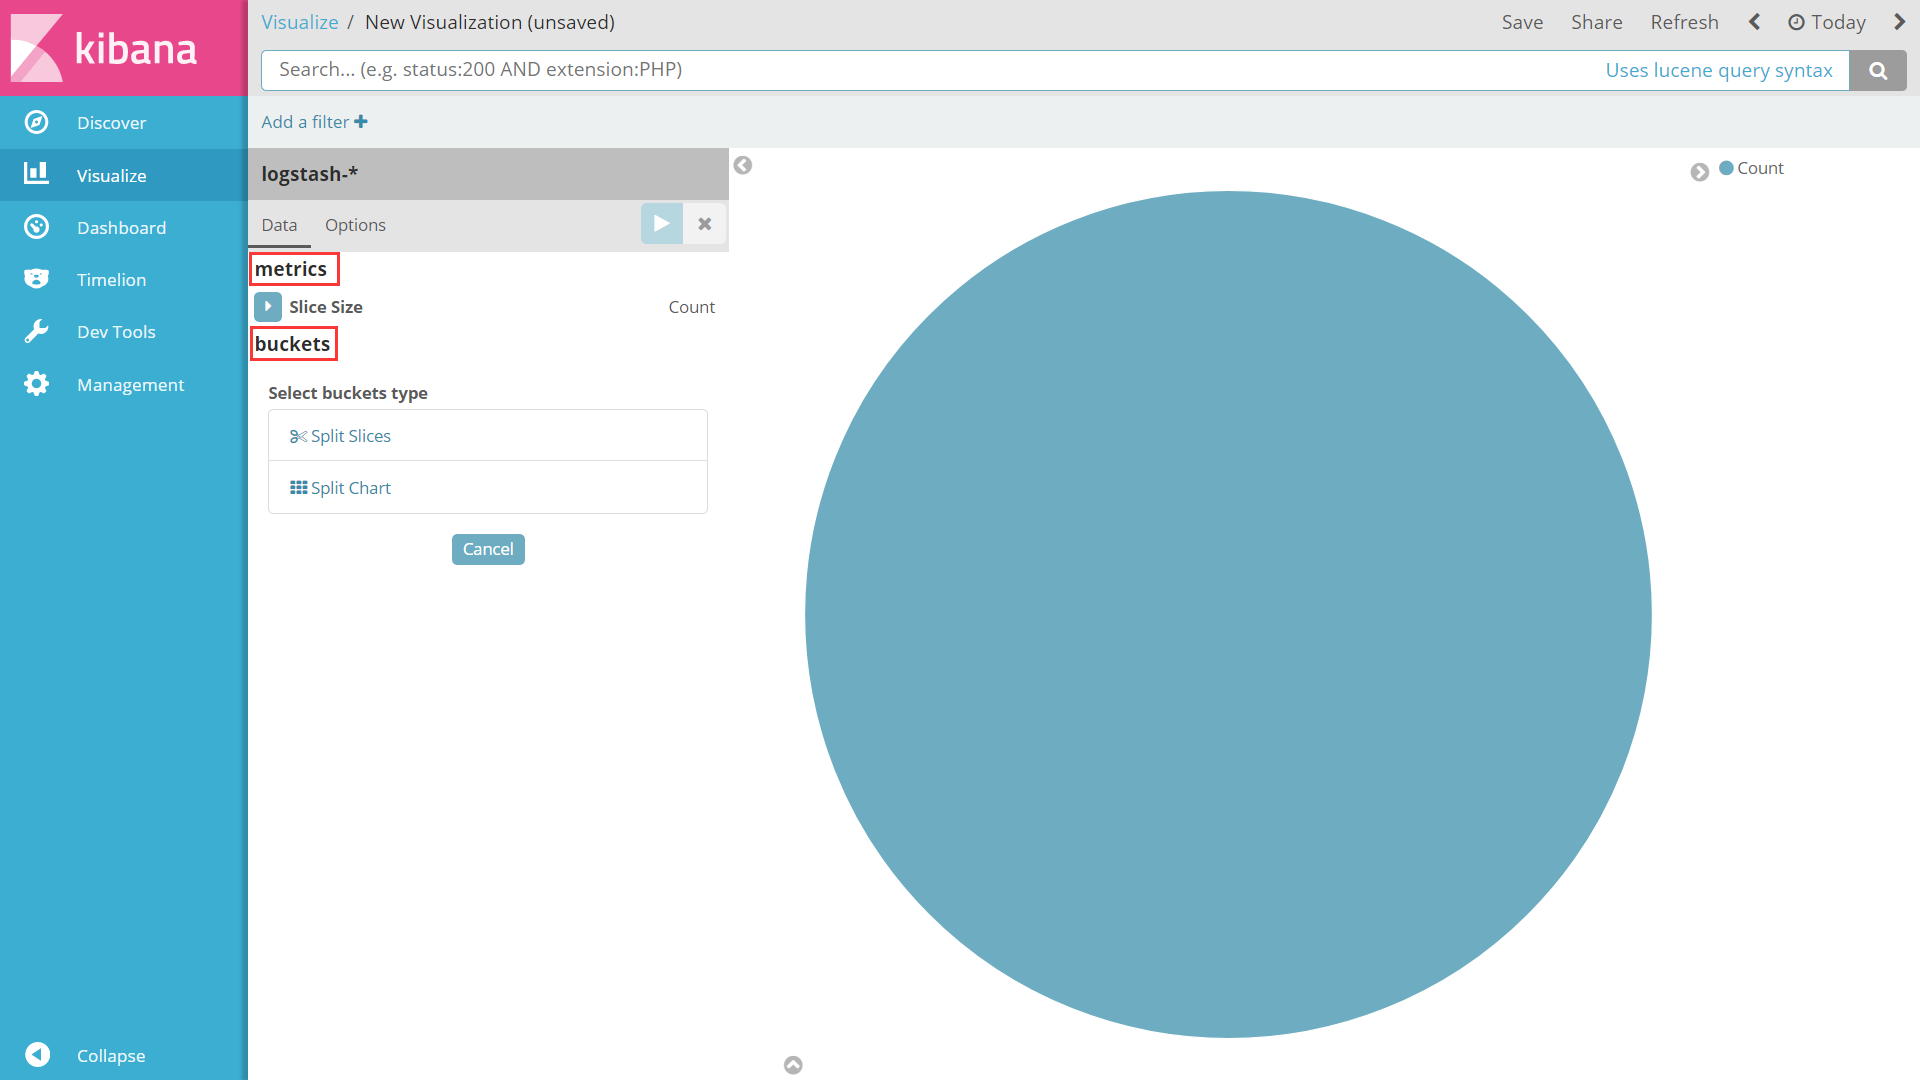 kibana
Visualize / New Visualization (unsaved)
Save Share Refresh Today
Search... (e.g. status:200 AND extension:PHP) Uses lucene query syntax
Add a filter
Discover
Visualize
Dashboard
Timelion
Dev Tools
Management
Collapse
logstash-*
Data Options
metrics
Slice Size Count
buckets
Select buckets type
Split Slices
Split Chart
Cancel
Count